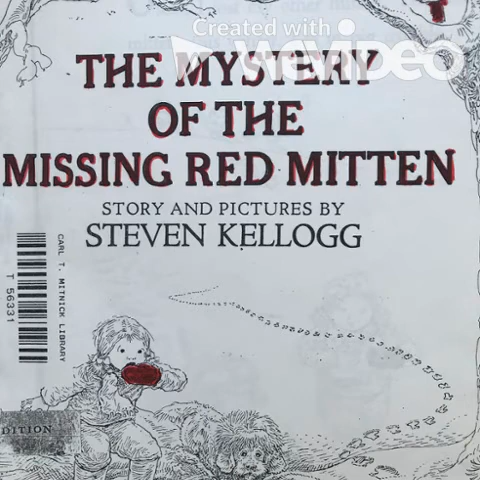 Created with
WeVideo
THE MYSTERY
OF THE
MISSING RED MITTEN
STORY AND PICTURES BY
STEVEN KELLOGG
CARL T. MITNICK LIBRARY
T 56331
DITION